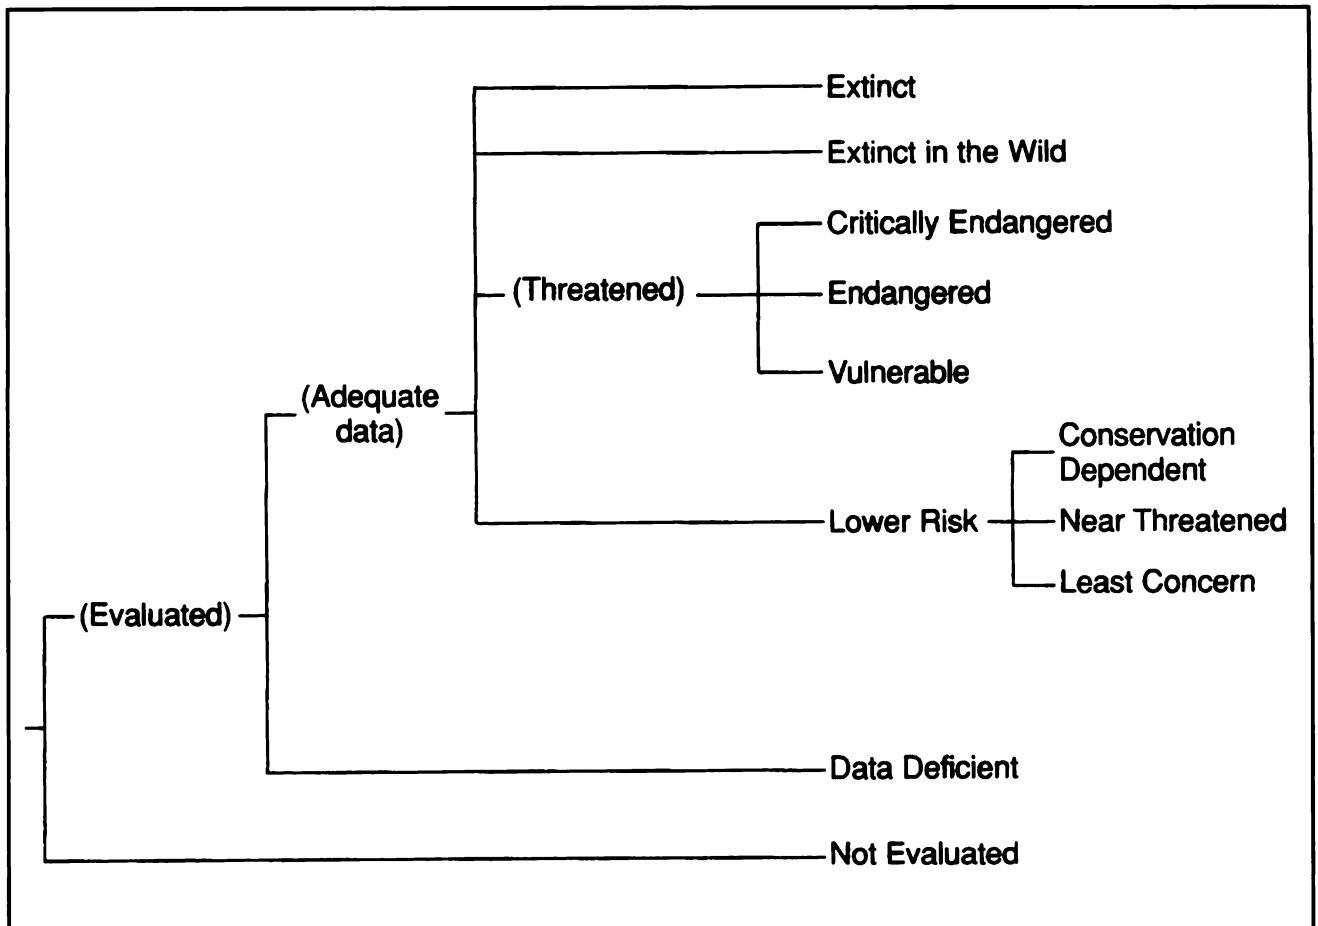 Extinct
Extinct in the Wild
Critically Endangered
(Threatened)
Endangered
Vulnerable
(Adequate
data)
Conservation
Dependent
Lower Risk
Near Threatened
Least Concern
(Evaluated)
Data Deficient
Not Evaluated